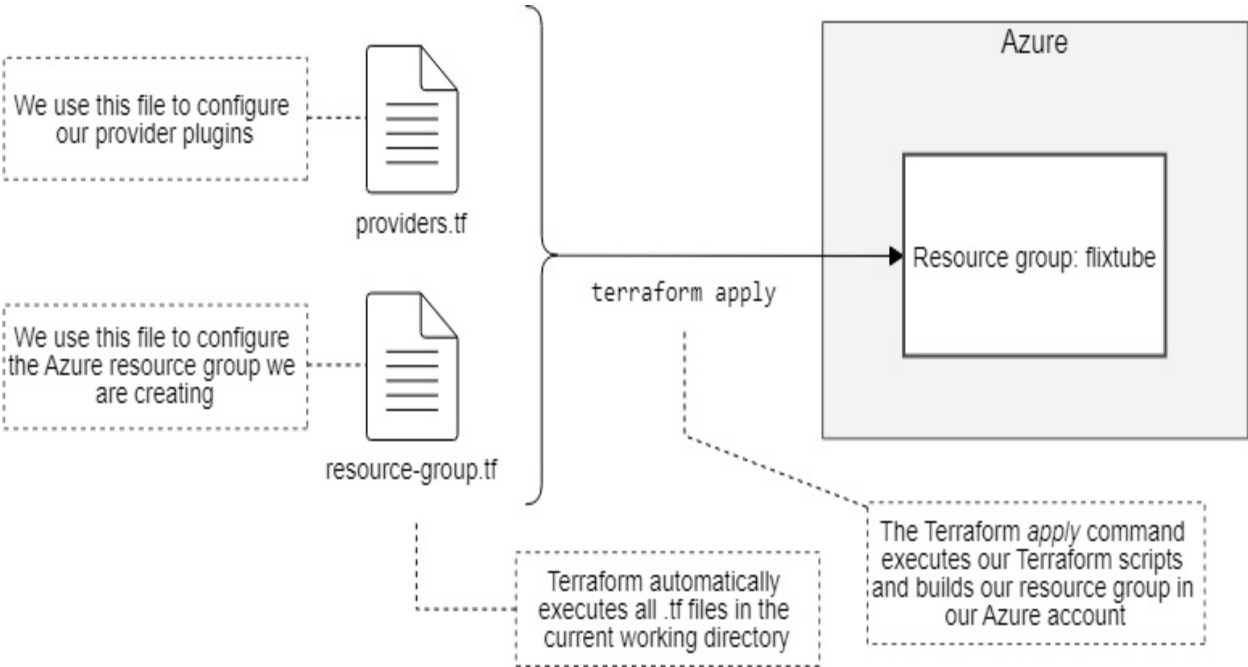 Azure
We use this file to configure
our provider plugins
providers.tf
Resource group: flixtube
terraform apply
We use this file to configure
the Azure resource group we
are creating
resource-group.tf
The Terraform apply command
executes our Terraform scripts
and builds our resource group in
our Azure account
Terraform automatically
executes all .tf files in the
current working directory